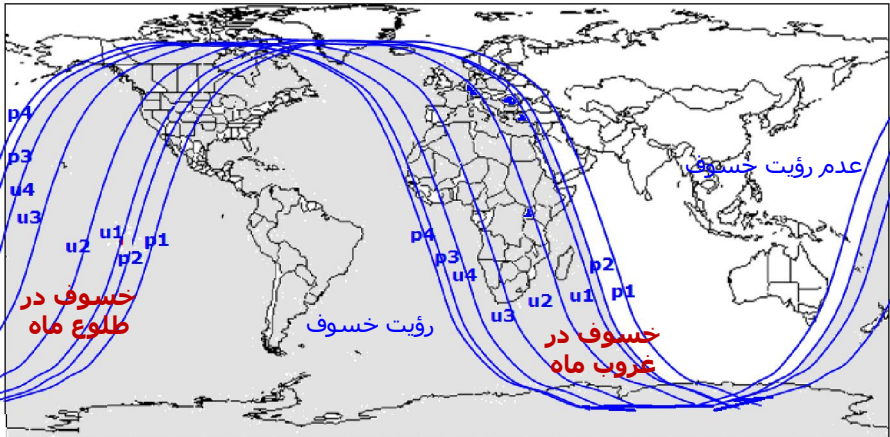 p4
p3
u4
u3
u2
u1
p2
p1
خسوف در
طلوع ماه
رؤیت خسوف
p4
p3
u4
u3
u2
u1
p2
p1
خسوف در
غروب ماه
عدم رؤیت خسوف